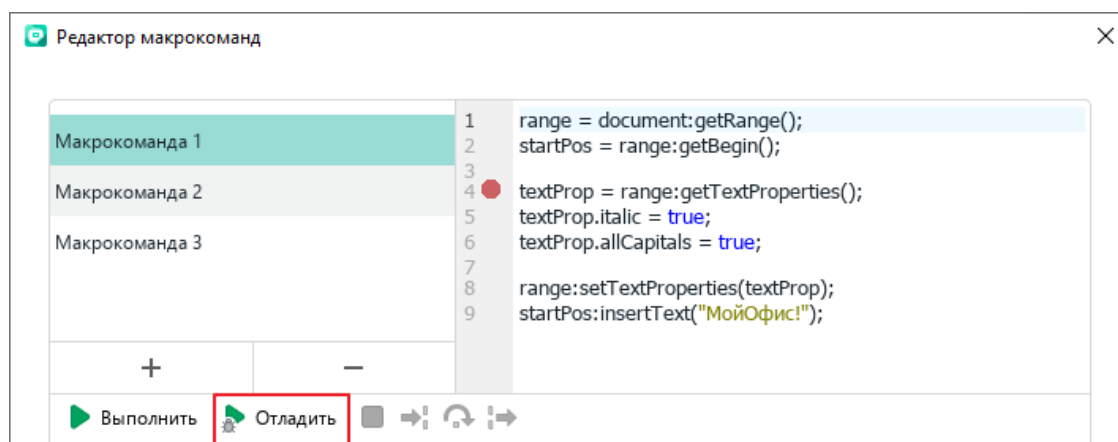 Редактор макрокоманд
Макрокоманда 1
Макрокоманда 2
Макрокоманда 3
1 range = document:getRange();
2 startPos = range:getBegin();
3
4 textProp = range:getTextProperties();
5 textProp.italic = true;
6 textProp.allCapitals = true;
7
8 range:setTextProperties(textProp);
9 startPos:insertText("МойОфис!");
+ −
Выполнить Отладить